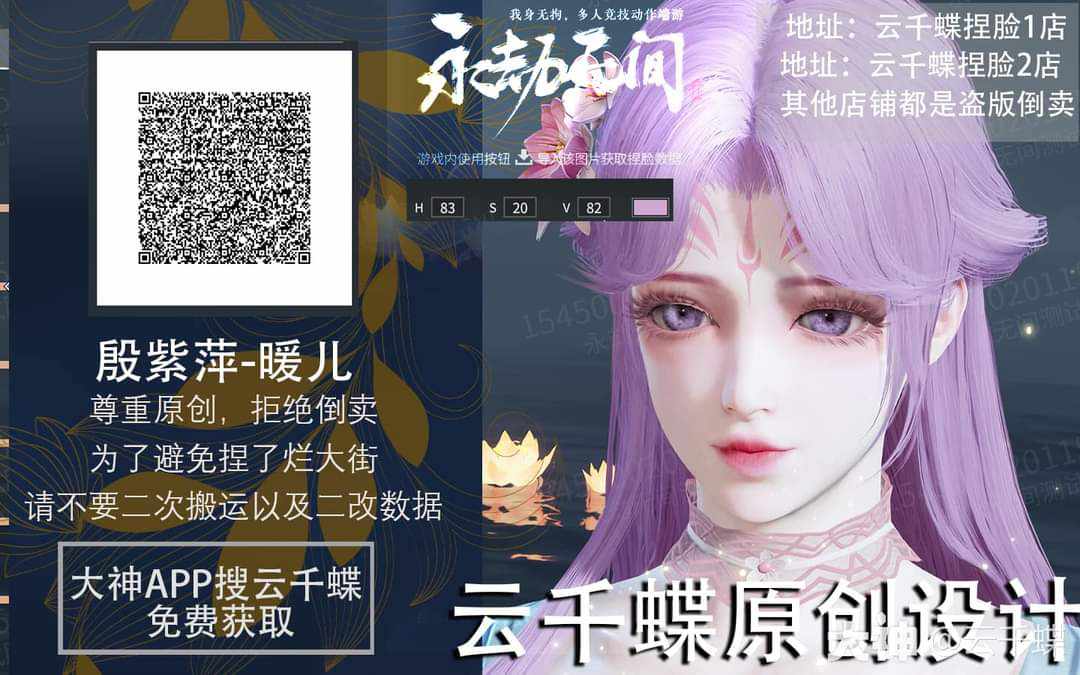 我身无拘，多人竞技动作端游
永劫无间
游戏内使用按钮 导入该图片获取捏脸数据
H 83 S 20 V 82
地址：云千蝶捏脸1店
地址：云千蝶捏脸2店
其他店铺都是盗版倒卖
殷紫萍-暖儿
尊重原创，拒绝倒卖
为了避免捏了烂大街
请不要二次搬运以及二改数据
大神APP搜云千蝶
免费获取
云千蝶原创设计
大神 @云千蝶